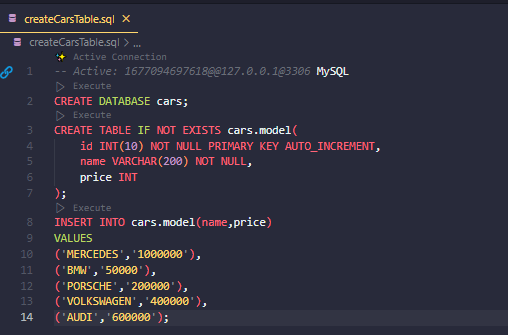 createCarsTable.sql ×
createCarsTable.sql > ...
Active Connection
1 -- Active: 1677094697618@@127.0.0.1@3306 MySQL
Execute
2 CREATE DATABASE cars;
Execute
3 CREATE TABLE IF NOT EXISTS cars.model(
4 id INT(10) NOT NULL PRIMARY KEY AUTO_INCREMENT,
5 name VARCHAR(200) NOT NULL,
6 price INT
7 );
Execute
8 INSERT INTO cars.model(name,price)
9 VALUES
10 ('MERCEDES','1000000'),
11 ('BMW','50000'),
12 ('PORSCHE','200000'),
13 ('VOLKSWAGEN','400000'),
14 ('AUDI','600000');